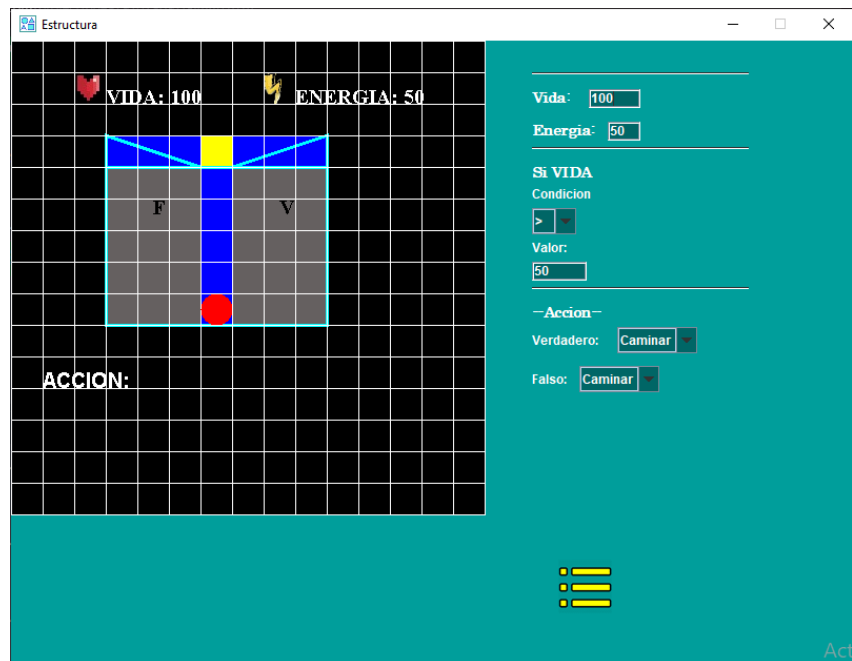 Estructura
VIDA: 100 ENERGIA: 50
F V
ACCION:
Vida: 100
Energia: 50
Si VIDA
Condicion
>
Valor:
50
—Accion—
Verdadero: Caminar
Falso: Caminar
Act